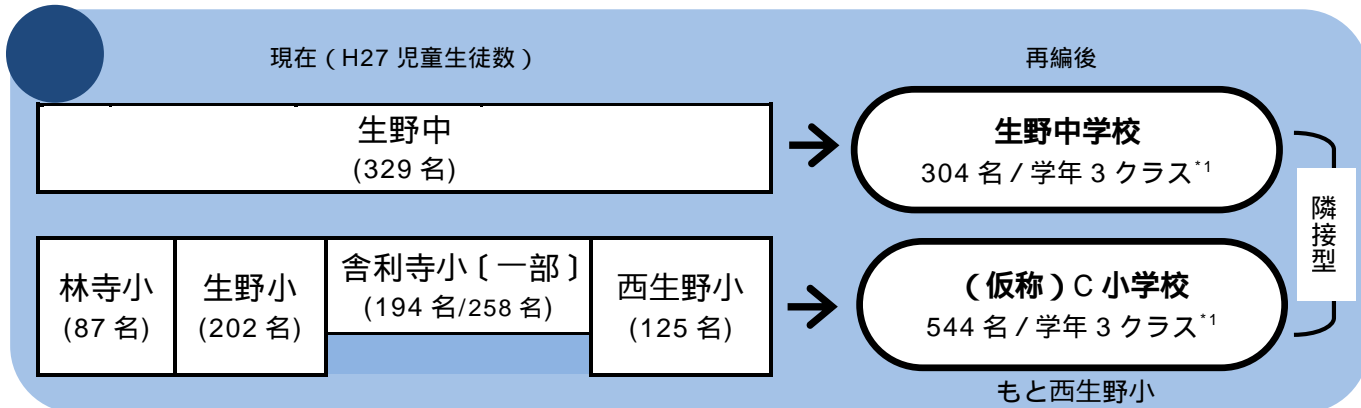 現在（H27 児童生徒数）
再編後
生野中
(329 名)
生野中学校
304 名 / 学年 3 クラス*1
隣接型
林寺小
(87 名)
生野小
(202 名)
舎利寺小〔一部〕
(194 名/258 名)
西生野小
(125 名)
（仮称）C 小学校
544 名 / 学年 3 クラス*1
もと西生野小